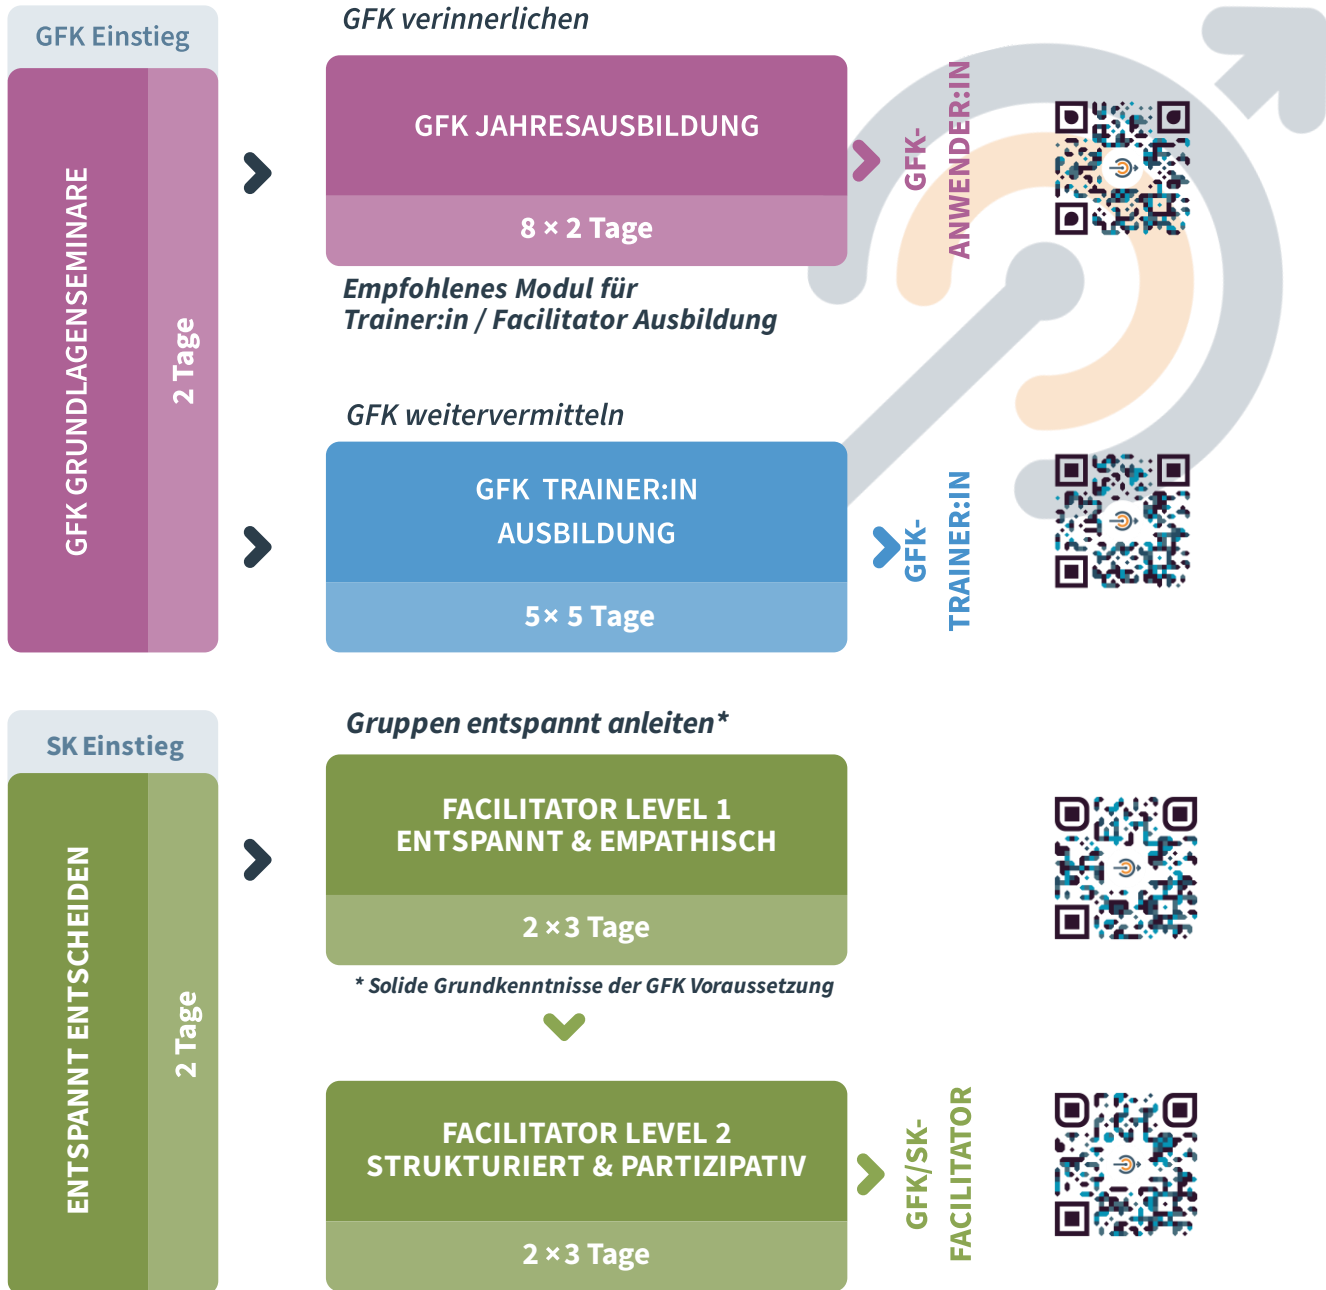 GFK Einstieg
GFK GRUNDLAGENSEMINARE
2 Tage
GFK verinnerlichen
GFK JAHRESAUSBILDUNG
8 × 2 Tage
GFK-
ANWENDER:IN
Empfohlenes Modul für
Trainer:in / Facilitator Ausbildung
GFK weitervermitteln
GFK TRAINER:IN
AUSBILDUNG
5× 5 Tage
GFK-
TRAINER:IN
SK Einstieg
ENTSPANNT ENTSCHEIDEN
2 Tage
Gruppen entspannt anleiten*
FACILITATOR LEVEL 1
ENTSPANNT & EMPATHISCH
2 ×3 Tage
* Solide Grundkenntnisse der GFK Voraussetzung
FACILITATOR LEVEL 2
STRUKTURIERT & PARTIZIPATIV
2 ×3 Tage
GFK/SK-
FACILITATOR